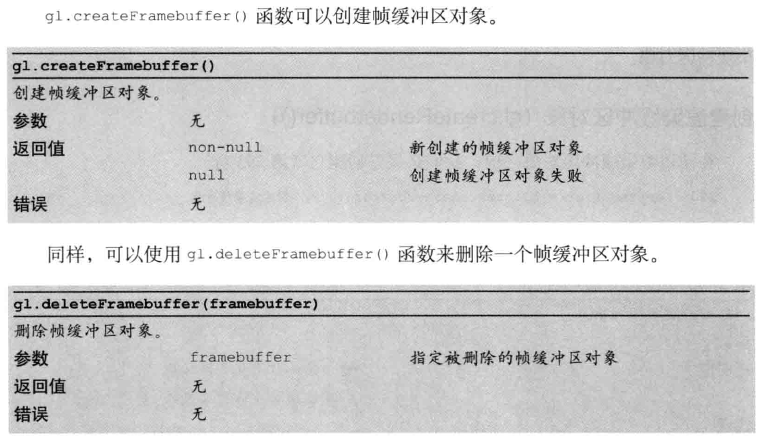 gl.createFramebuffer() 函数可以创建帧缓冲区对象。
gl.createFramebuffer()
创建帧缓冲区对象。
参数 无
返回值 non-null 新创建的帧缓冲区对象
null 创建帧缓冲区对象失败
错误 无
同样，可以使用 gl.deleteFramebuffer() 函数来删除一个帧缓冲区对象。
gl.deleteFramebuffer(framebuffer)
删除帧缓冲区对象。
参数 framebuffer 指定被删除的帧缓冲区对象
返回值 无
错误 无